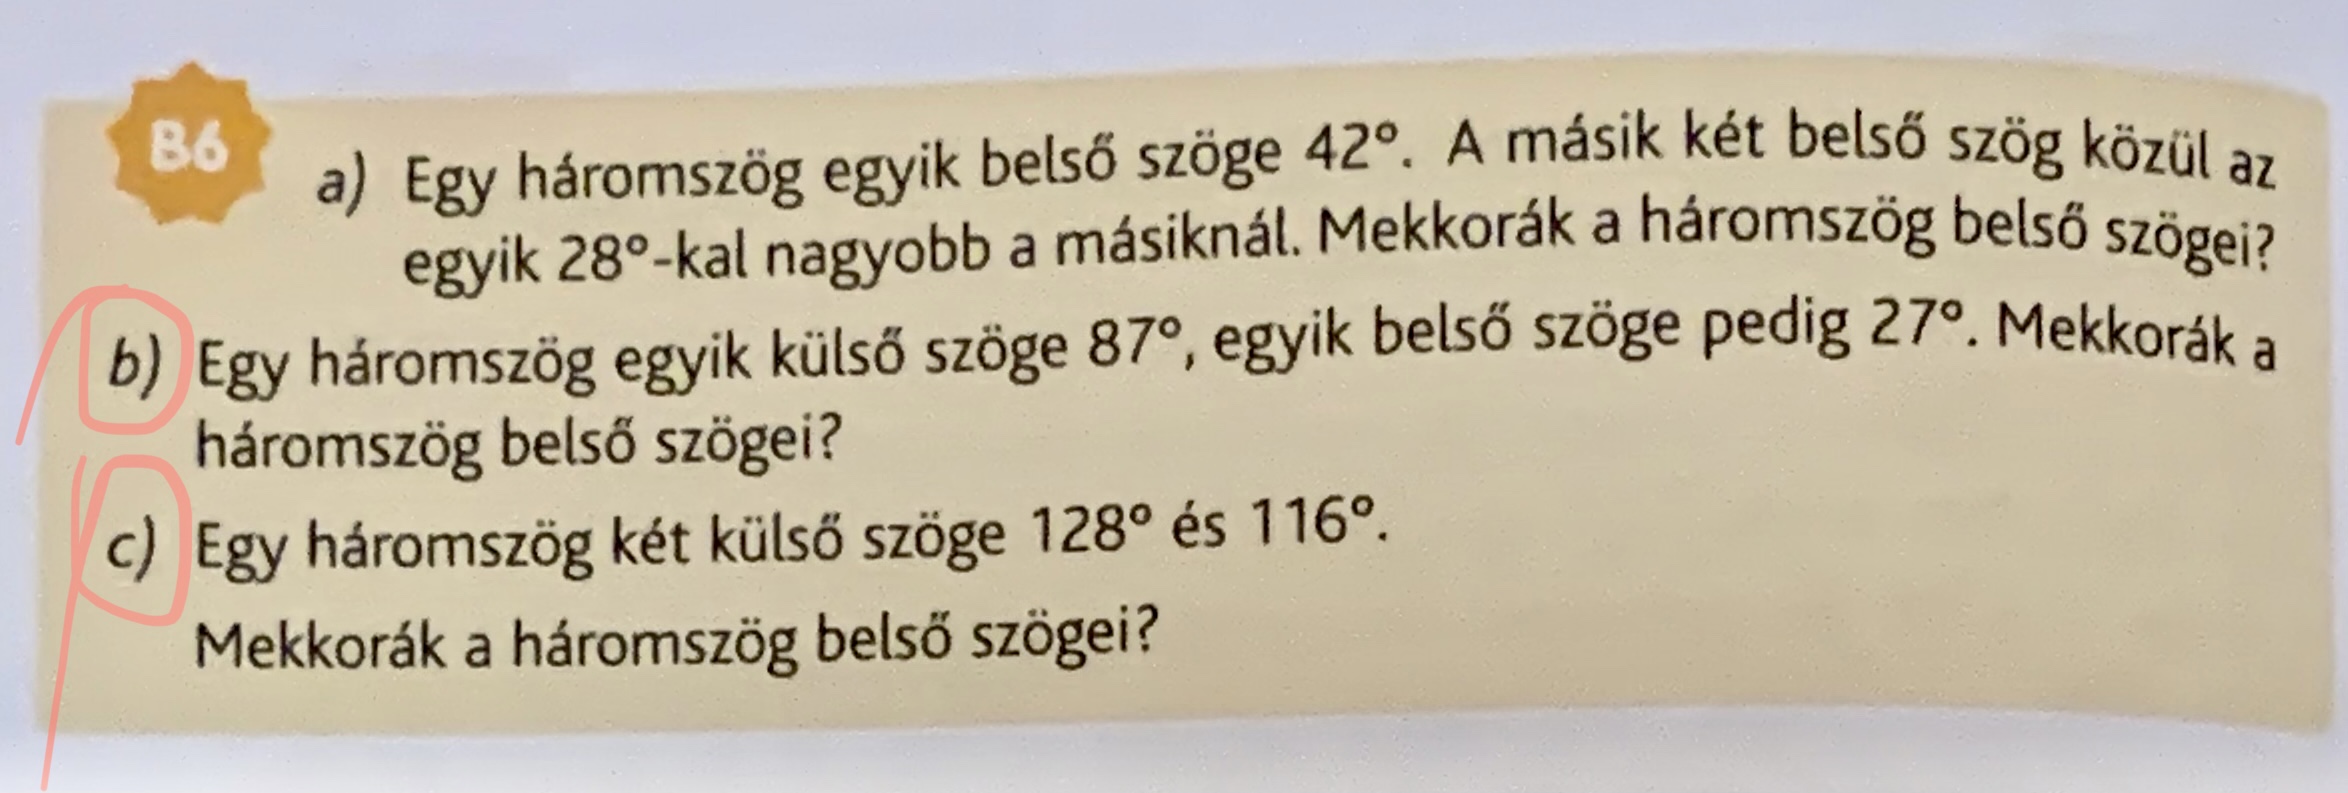 B6
a) Egy háromszög egyik belső szöge 42°. A másik két belső szög közül az
egyik 28°-kal nagyobb a másiknál. Mekkorák a háromszög belső szögei?
b) Egy háromszög egyik külső szöge 87°, egyik belső szöge pedig 27°. Mekkorák a
háromszög belső szögei?
c) Egy háromszög két külső szöge 128° és 116°.
Mekkorák a háromszög belső szögei?